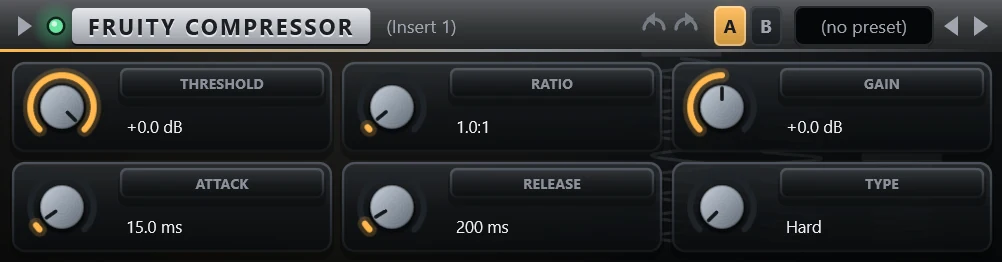 FRUITY COMPRESSOR (Insert 1) A B (no preset)
THRESHOLD RATIO GAIN
+0.0 dB 1.0:1 +0.0 dB
ATTACK RELEASE TYPE
15.0 ms 200 ms Hard